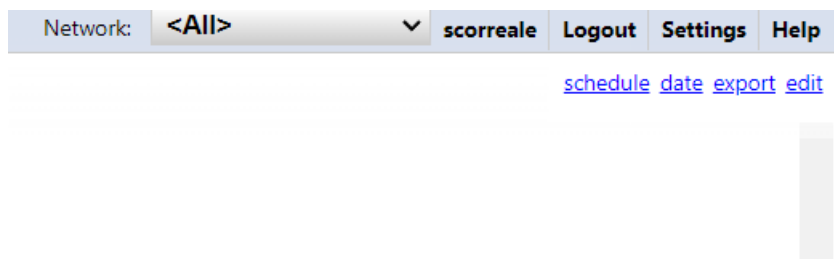 Network: <All> scorreale Logout Settings Help
schedule date export edit